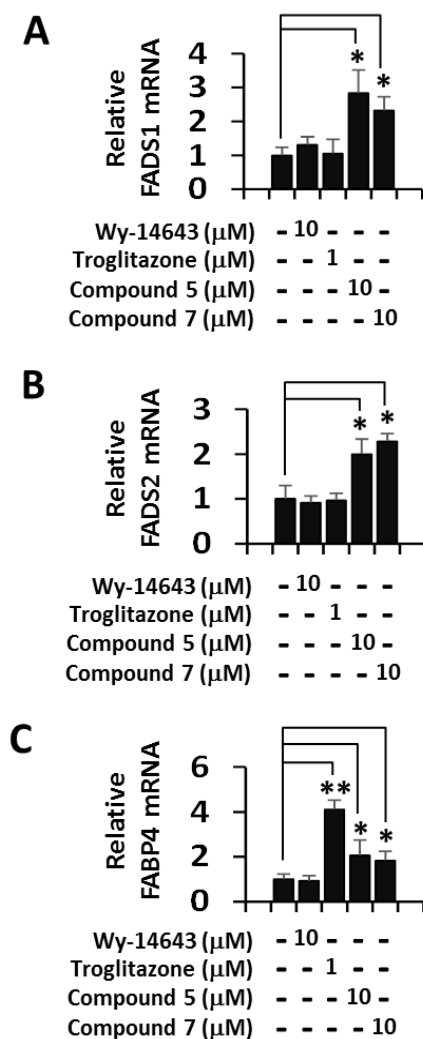 A
Relative
FADS1 mRNA
4
3
2
1
0
* *
Wy-14643 (µM) – 10 – – –
Troglitazone (µM) – – 1 – –
Compound 5 (µM) – – – 10 –
Compound 7 (µM) – – – – 10
B
Relative
FADS2 mRNA
3
2
1
0
* *
Wy-14643 (µM) – 10 – – –
Troglitazone (µM) – – 1 – –
Compound 5 (µM) – – – 10 –
Compound 7 (µM) – – – – 10
C
Relative
FABP4 mRNA
6
4
2
0
** * *
Wy-14643 (µM) – 10 – – –
Troglitazone (µM) – – 1 – –
Compound 5 (µM) – – – 10 –
Compound 7 (µM) – – – – 10